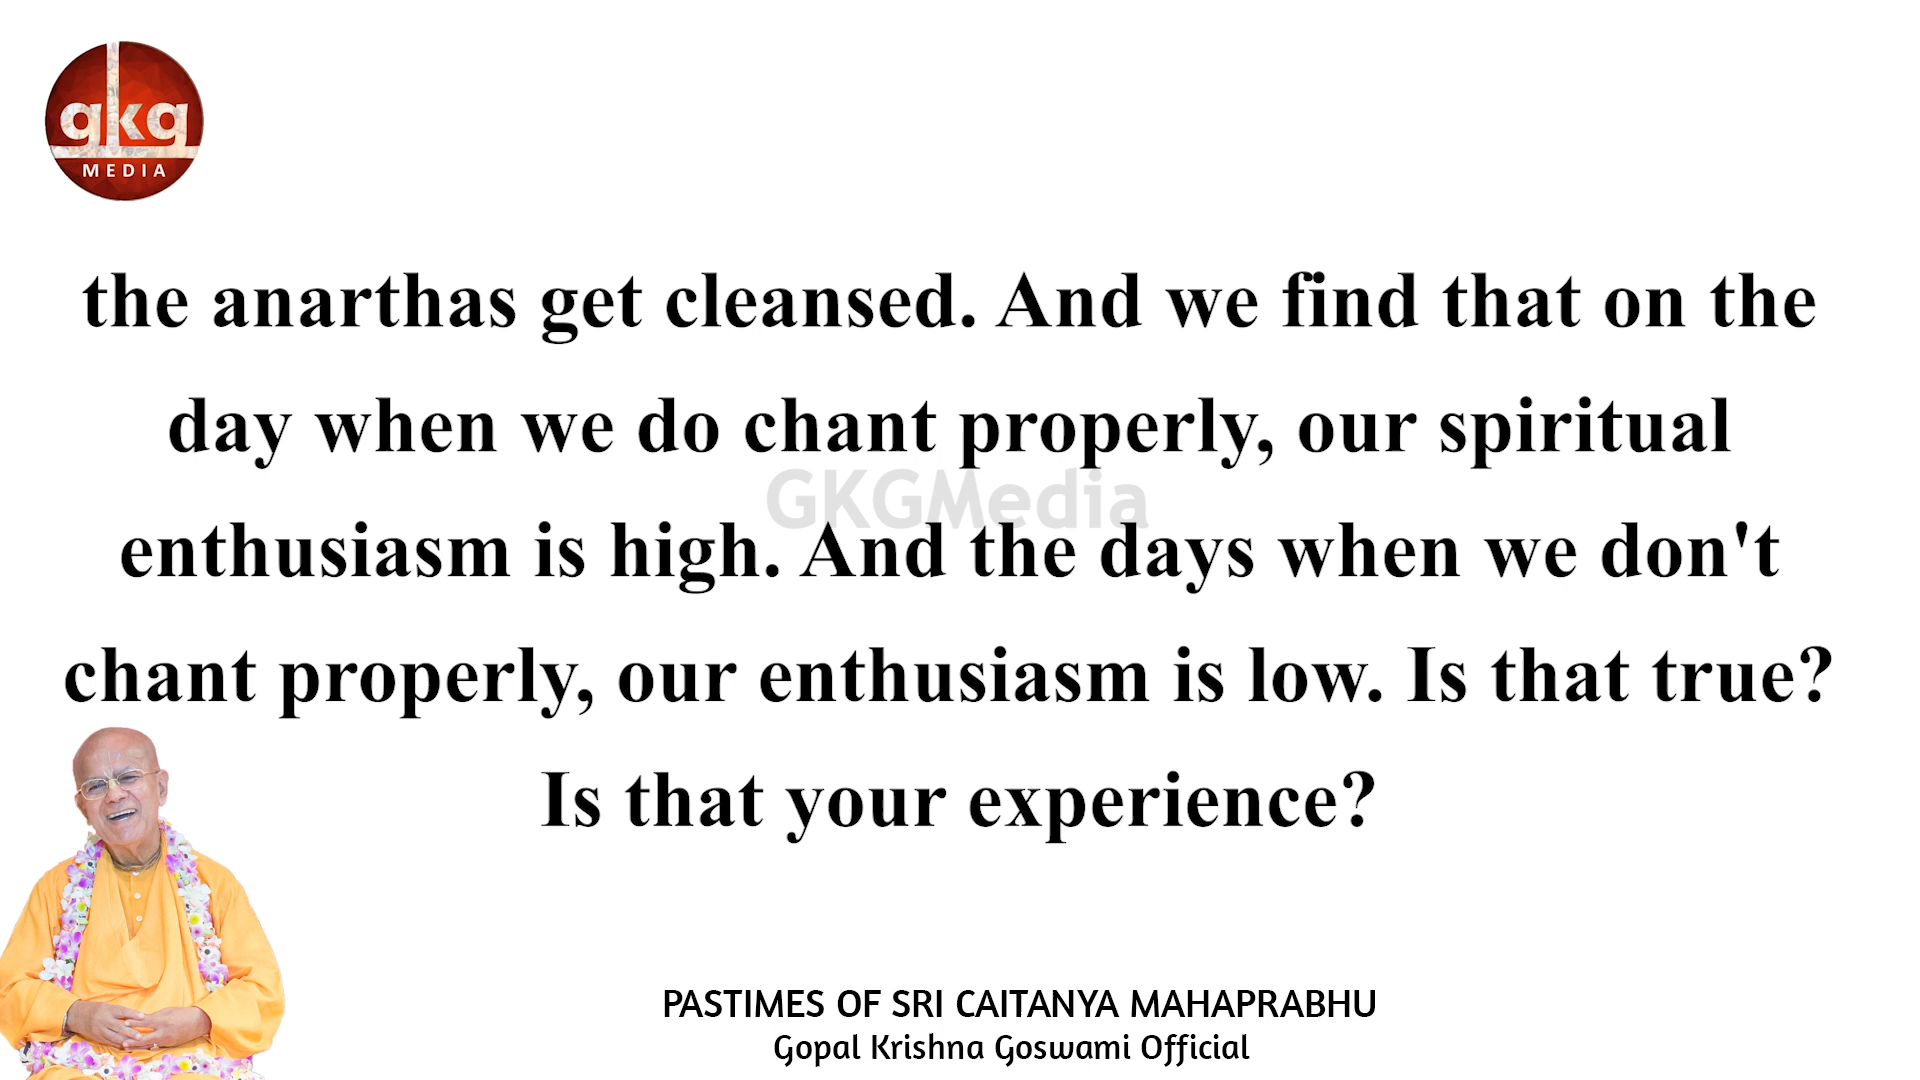 gkg
MEDIA
the anarthas get cleansed. And we find that on the
day when we do chant properly, our spiritual
GKGMedia
enthusiasm is high. And the days when we don't
chant properly, our enthusiasm is low. Is that true?
Is that your experience?
PASTIMES OF SRI CAITANYA MAHAPRABHU
Gopal Krishna Goswami Official